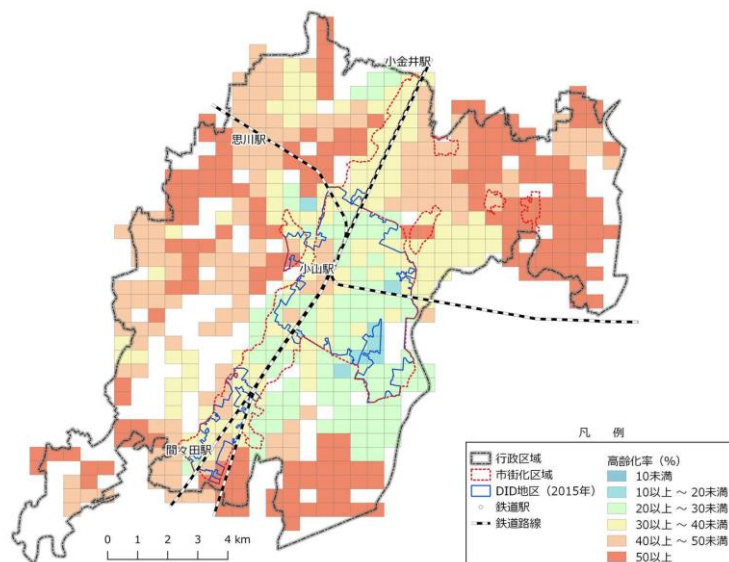 小金井駅
思川駅
小山駅
間々田駅
0 1 2 3 4 km
凡 例
行政区域
市街化区域
DID地区（2015年）
鉄道駅
鉄道路線
高齢化率（%）
10未満
10以上 ～ 20未満
20以上 ～ 30未満
30以上 ～ 40未満
40以上 ～ 50未満
50以上